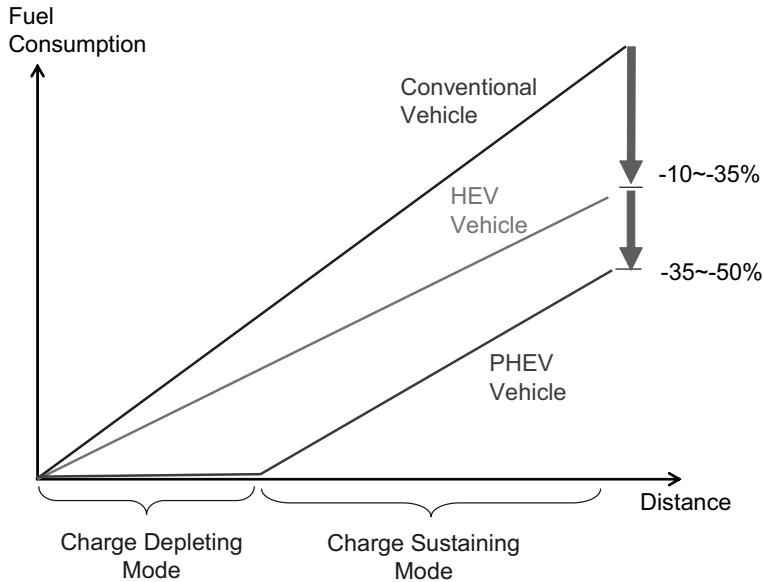 Fuel
Consumption
Conventional
Vehicle
-10~-35%
HEV
Vehicle
-35~-50%
PHEV
Vehicle
Distance
Charge Depleting
Mode
Charge Sustaining
Mode